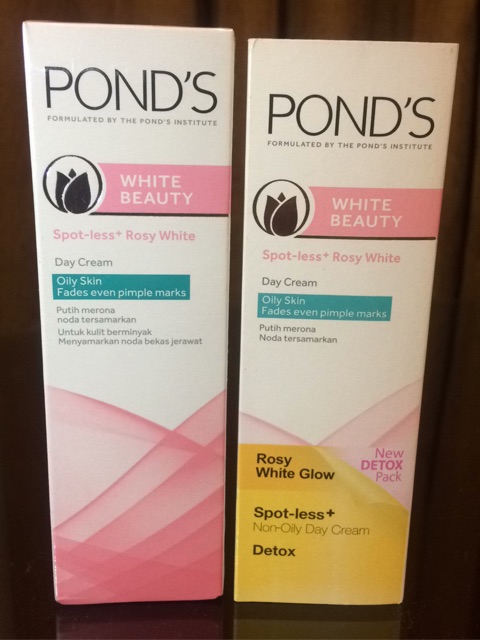 POND'S
FORMULATED BY THE POND'S INSTITUTE
WHITE
BEAUTY
Spot-less+ Rosy White
Day Cream
Oily Skin
Fades even pimple marks
Putih merona
noda tersamarkan
Untuk kulit berminyak
Menyamarkan noda bekas jerawat
POND'S
FORMULATED BY THE POND'S INSTITUTE
WHITE
BEAUTY
Spot-less+ Rosy White
Day Cream
Oily Skin
Fades even pimple marks
Putih merona
Noda tersamarkan
New
DETOX
Pack
Rosy
White Glow
Spot-less+
Non-Oily Day Cream
Detox